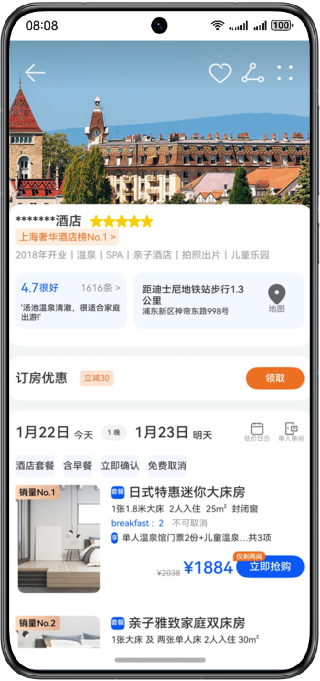 08:08
100
*******酒店
上海奢华酒店榜No.1 >
2018年开业 | 温泉 | SPA | 亲子酒店 | 拍照出片 | 儿童乐园
4.7很好 1616条 >
'汤池温泉清澈，很适合家庭
出游!'
距迪士尼地铁站步行1.3
公里
浦东新区神帝东路998号
地图
订房优惠 立减30 领取
1月22日 今天 1 晚 1月23日 明天
低价日历 单人单间
酒店套餐 含早餐 立即确认 免费取消
销量No.1
套餐 日式特惠迷你大床房
1张1.8米大床 2人入住 25m² 封闭窗
breakfast : 2 不可取消
单人温泉馆门票2份+儿童温泉...共3项
仅剩两间
¥2038 ¥1884 立即抢购
销量No.2
套餐 亲子雅致家庭双床房
1张大床 及 两张单人床 2人入住 30m²